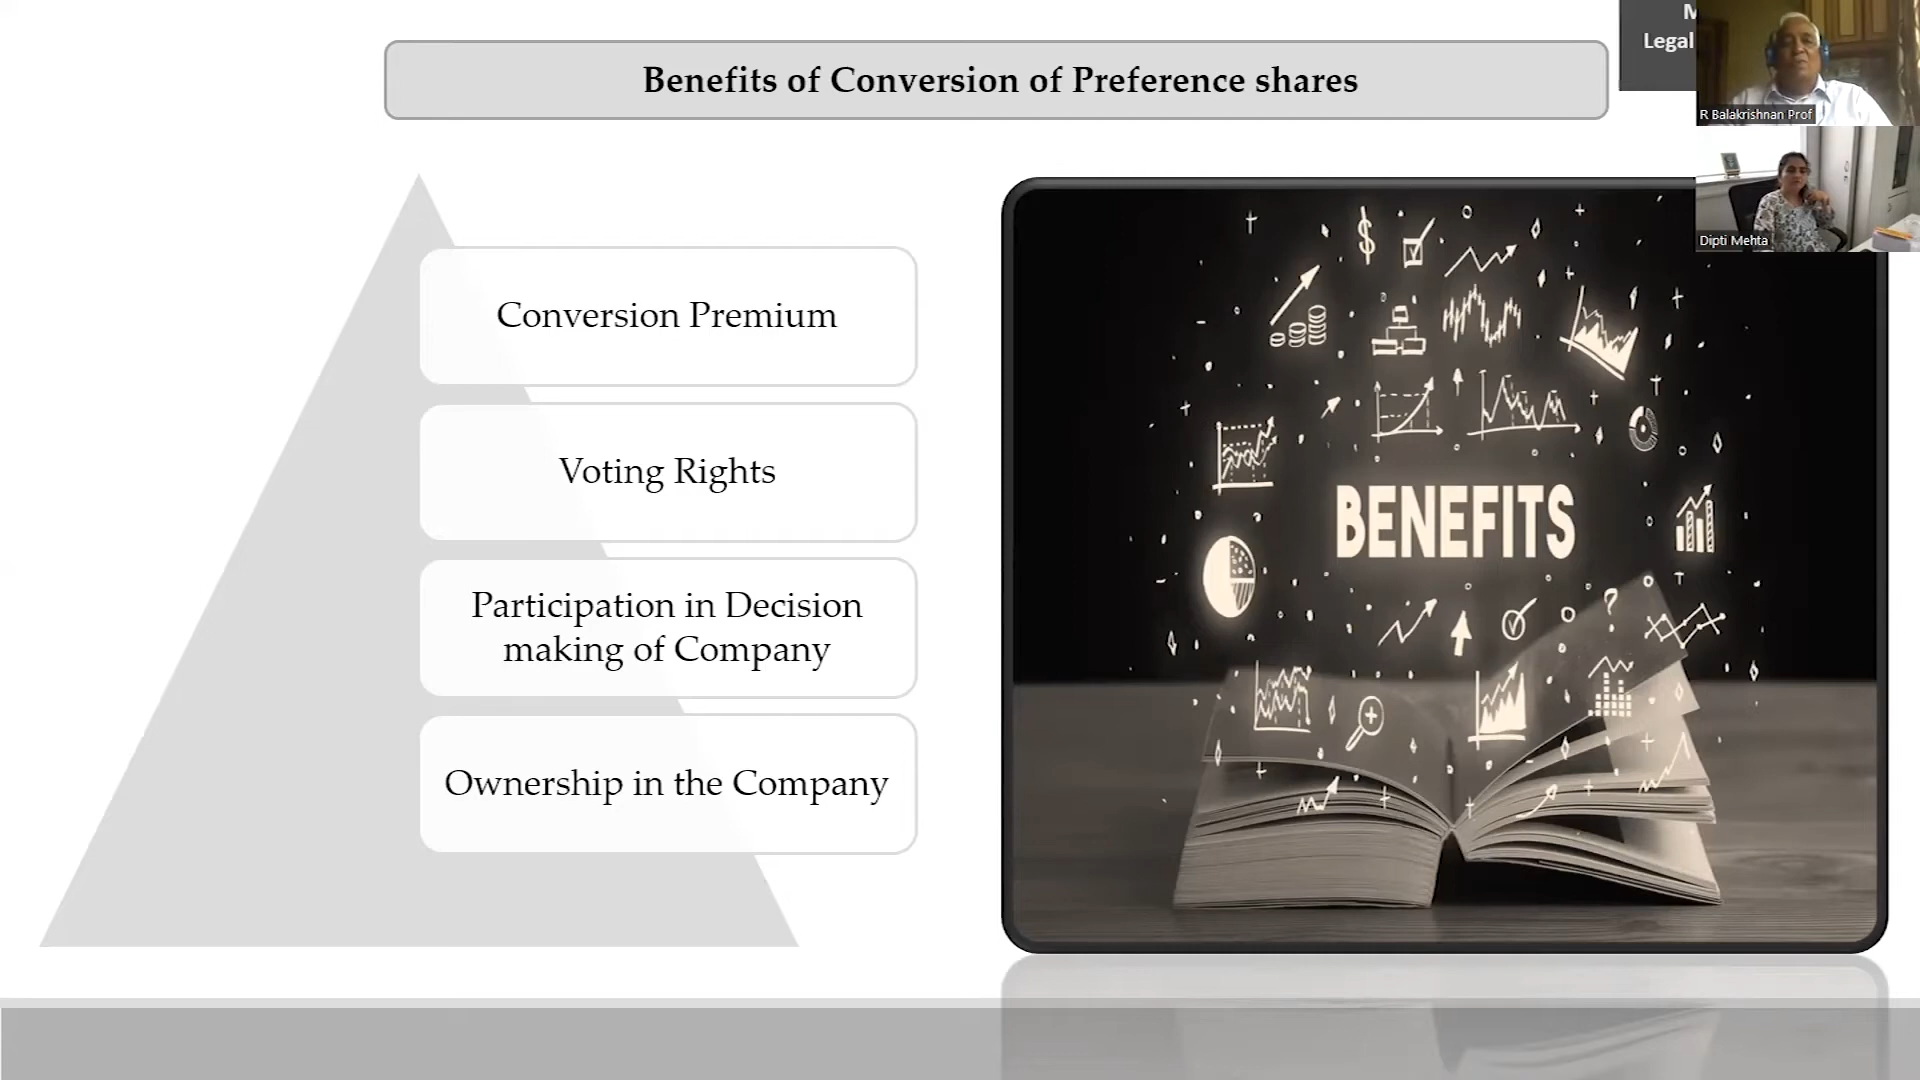 Benefits of Conversion of Preference shares
Legal
R Balakrishnan Prof
Dipti Mehta
Conversion Premium
Voting Rights
Participation in Decision
making of Company
Ownership in the Company
BENEFITS